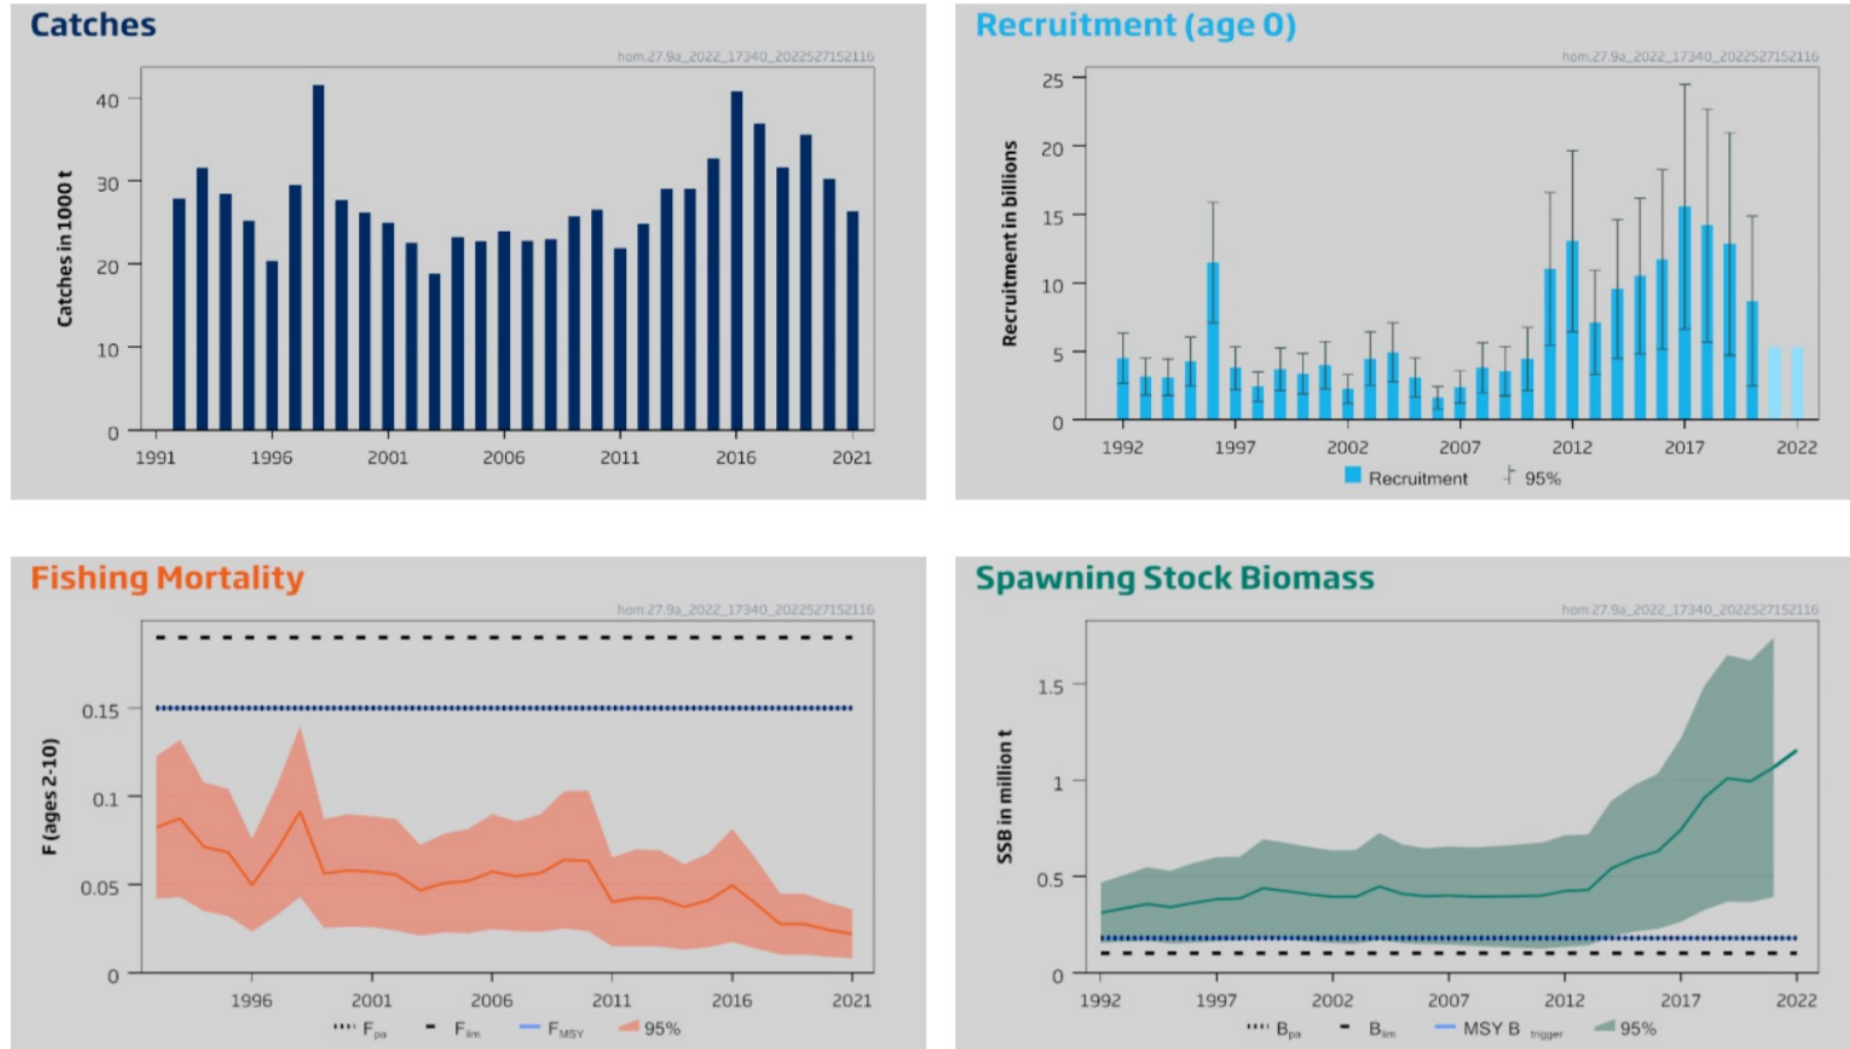 Catches
hom.27.9a_2022_17340_2022527152116
Catches in 1000 t
40
30
20
10
0
1991 1996 2001 2006 2011 2016 2021
Recruitment (age 0)
hom.27.9a_2022_17340_2022527152116
Recruitment in billions
25
20
15
10
5
0
1992 1997 2002 2007 2012 2017 2022
Recruitment 95%
Fishing Mortality
hom.27.9a_2022_17340_2022527152116
F (ages 2-10)
0.15
0.1
0.05
0
1996 2001 2006 2011 2016 2021
Fpa Flim FMSY 95%
Spawning Stock Biomass
hom.27.9a_2022_17340_2022527152116
SSB in million t
1.5
1
0.5
0
1992 1997 2002 2007 2012 2017 2022
Bpa Blim MSY B trigger 95%